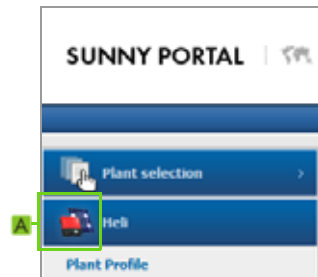 SUNNY PORTAL
Plant selection
A
Heli
Plant Profile